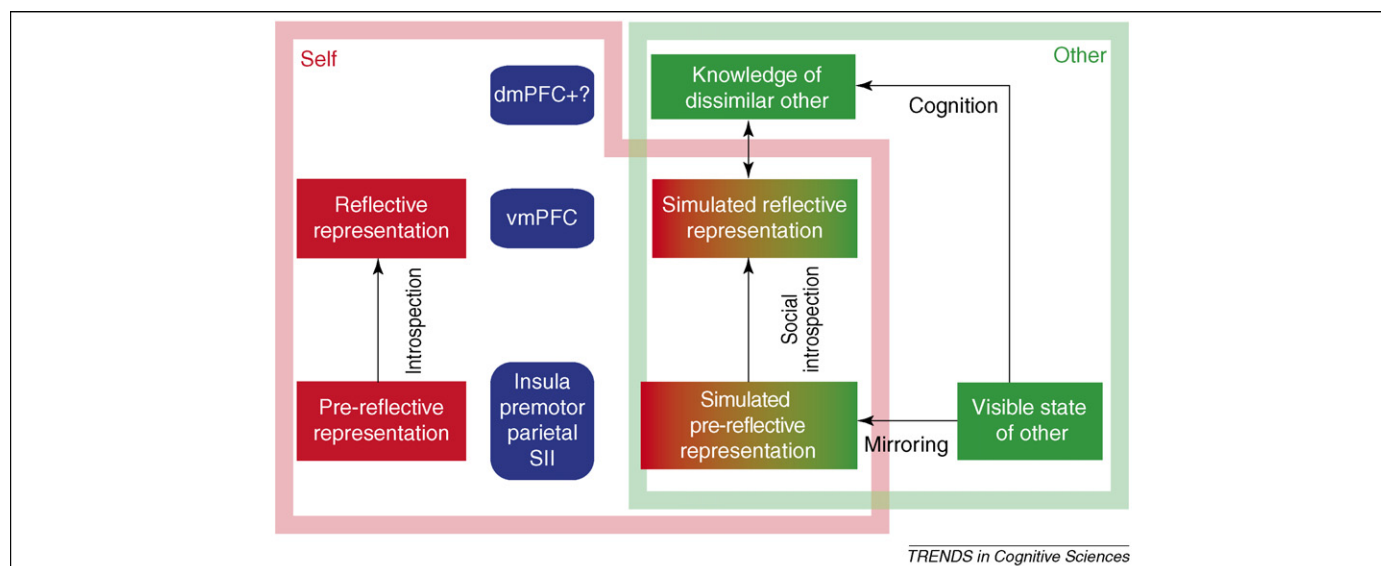 Self
Other
dmPFC+?
Knowledge of
dissimilar other
Cognition
Reflective
representation
vmPFC
Simulated reflective
representation
Introspection
Social
introspection
Pre-reflective
representation
Insula
premotor
parietal
SII
Simulated
pre-reflective
representation
Mirroring
Visible state
of other
TRENDS in Cognitive Sciences